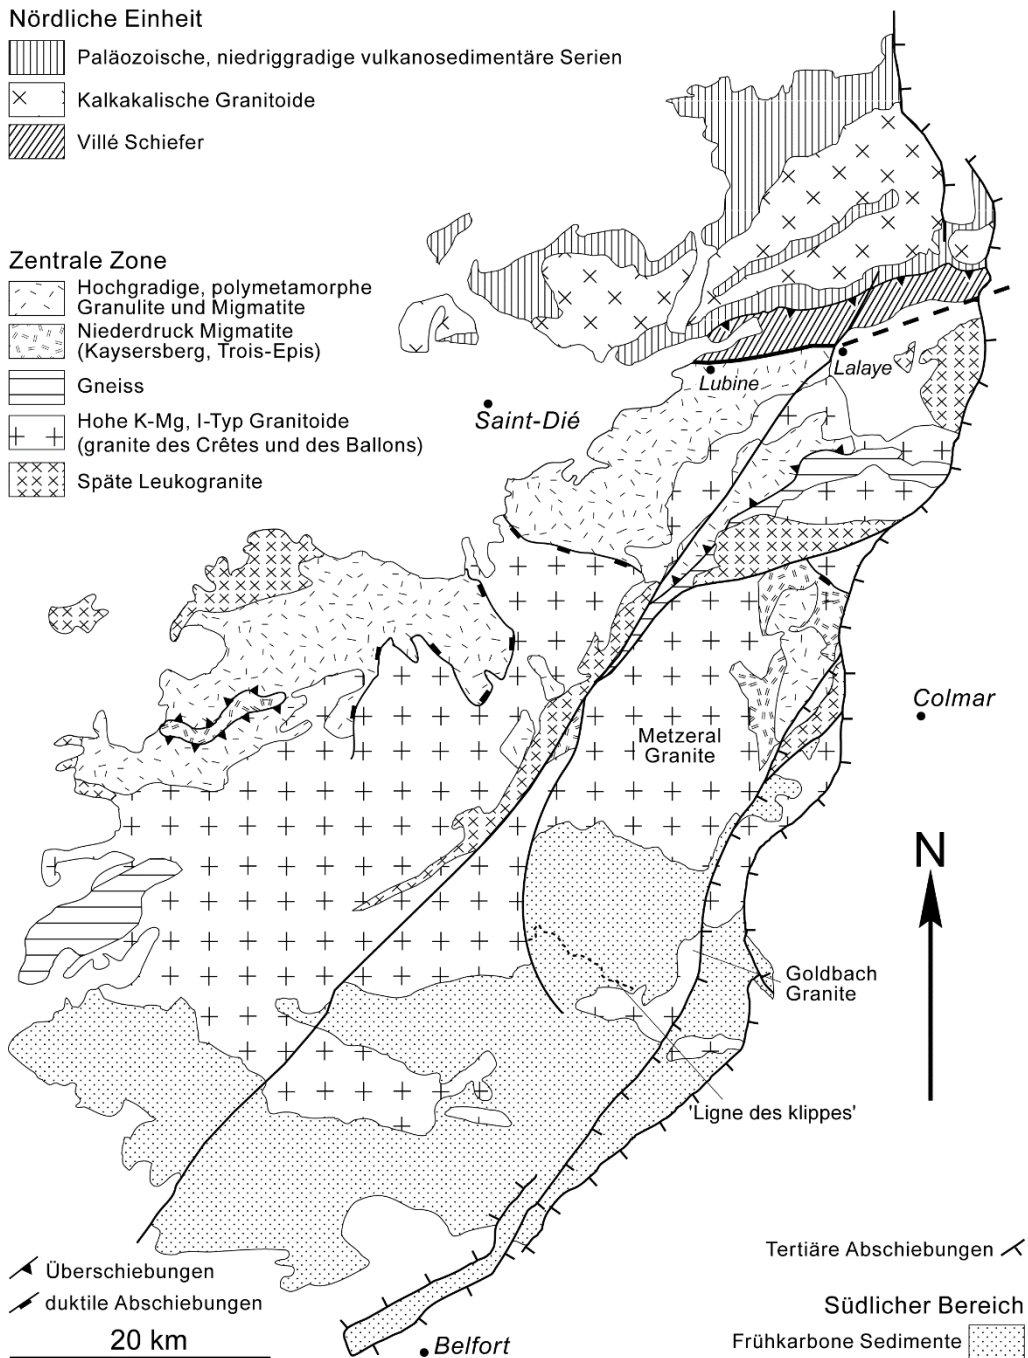 Nördliche Einheit
Paläozoische, niedriggradige vulkanosedimentäre Serien
Kalkakalische Granitoide
Villé Schiefer
Zentrale Zone
Hochgradige, polymetamorphe
Granulite und Migmatite
Niederdruck Migmatite
(Kaysersberg, Trois-Epis)
Gneiss
Hohe K-Mg, I-Typ Granitoide
(granite des Crêtes und des Ballons)
Späte Leukogranite
Lubine
Lalaye
Saint-Dié
Colmar
Metzeral
Granite
N
Goldbach
Granite
'Ligne des klippes'
Überschiebungen
duktile Abschiebungen
20 km
Belfort
Tertiäre Abschiebungen
Südlicher Bereich
Frühkarbone Sedimente